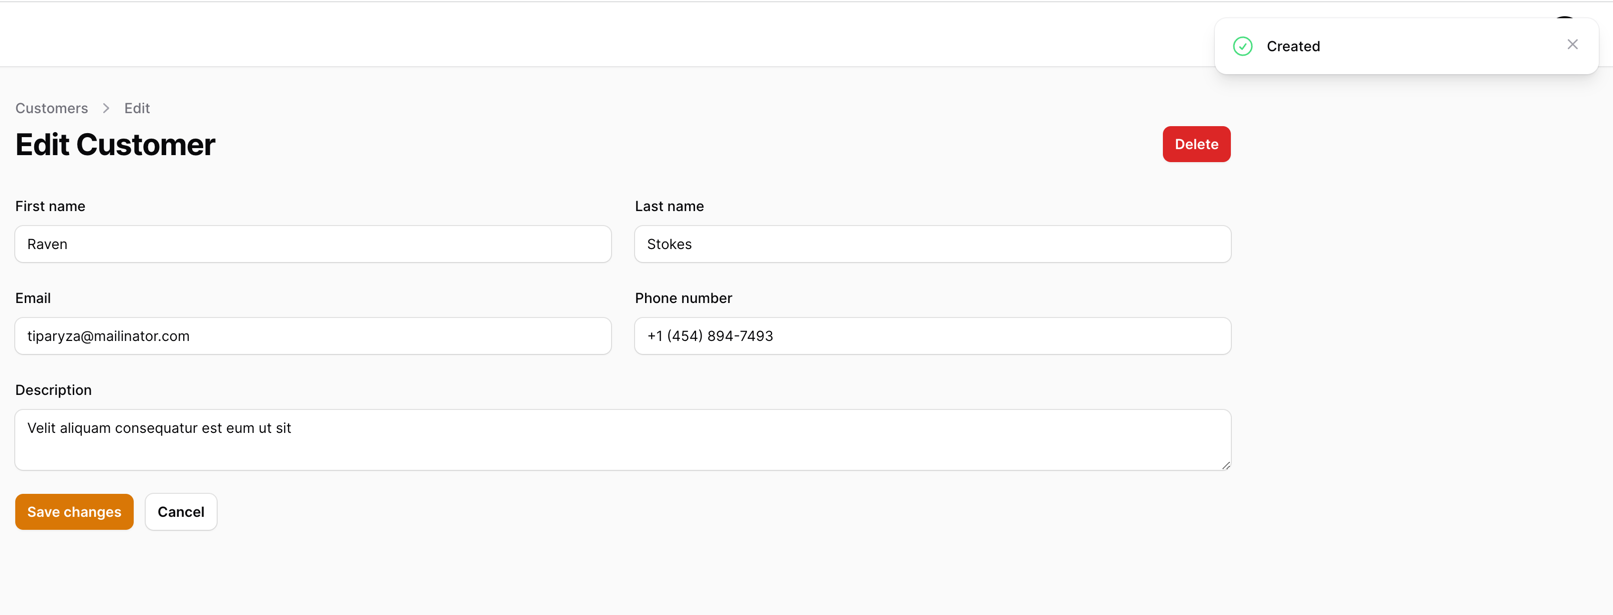 Created
Customers > Edit
Edit Customer
Delete
First name
Last name
Raven
Stokes
Email
Phone number
tiparyza@mailinator.com
+1 (454) 894-7493
Description
Velit aliquam consequatur est eum ut sit
Save changes
Cancel